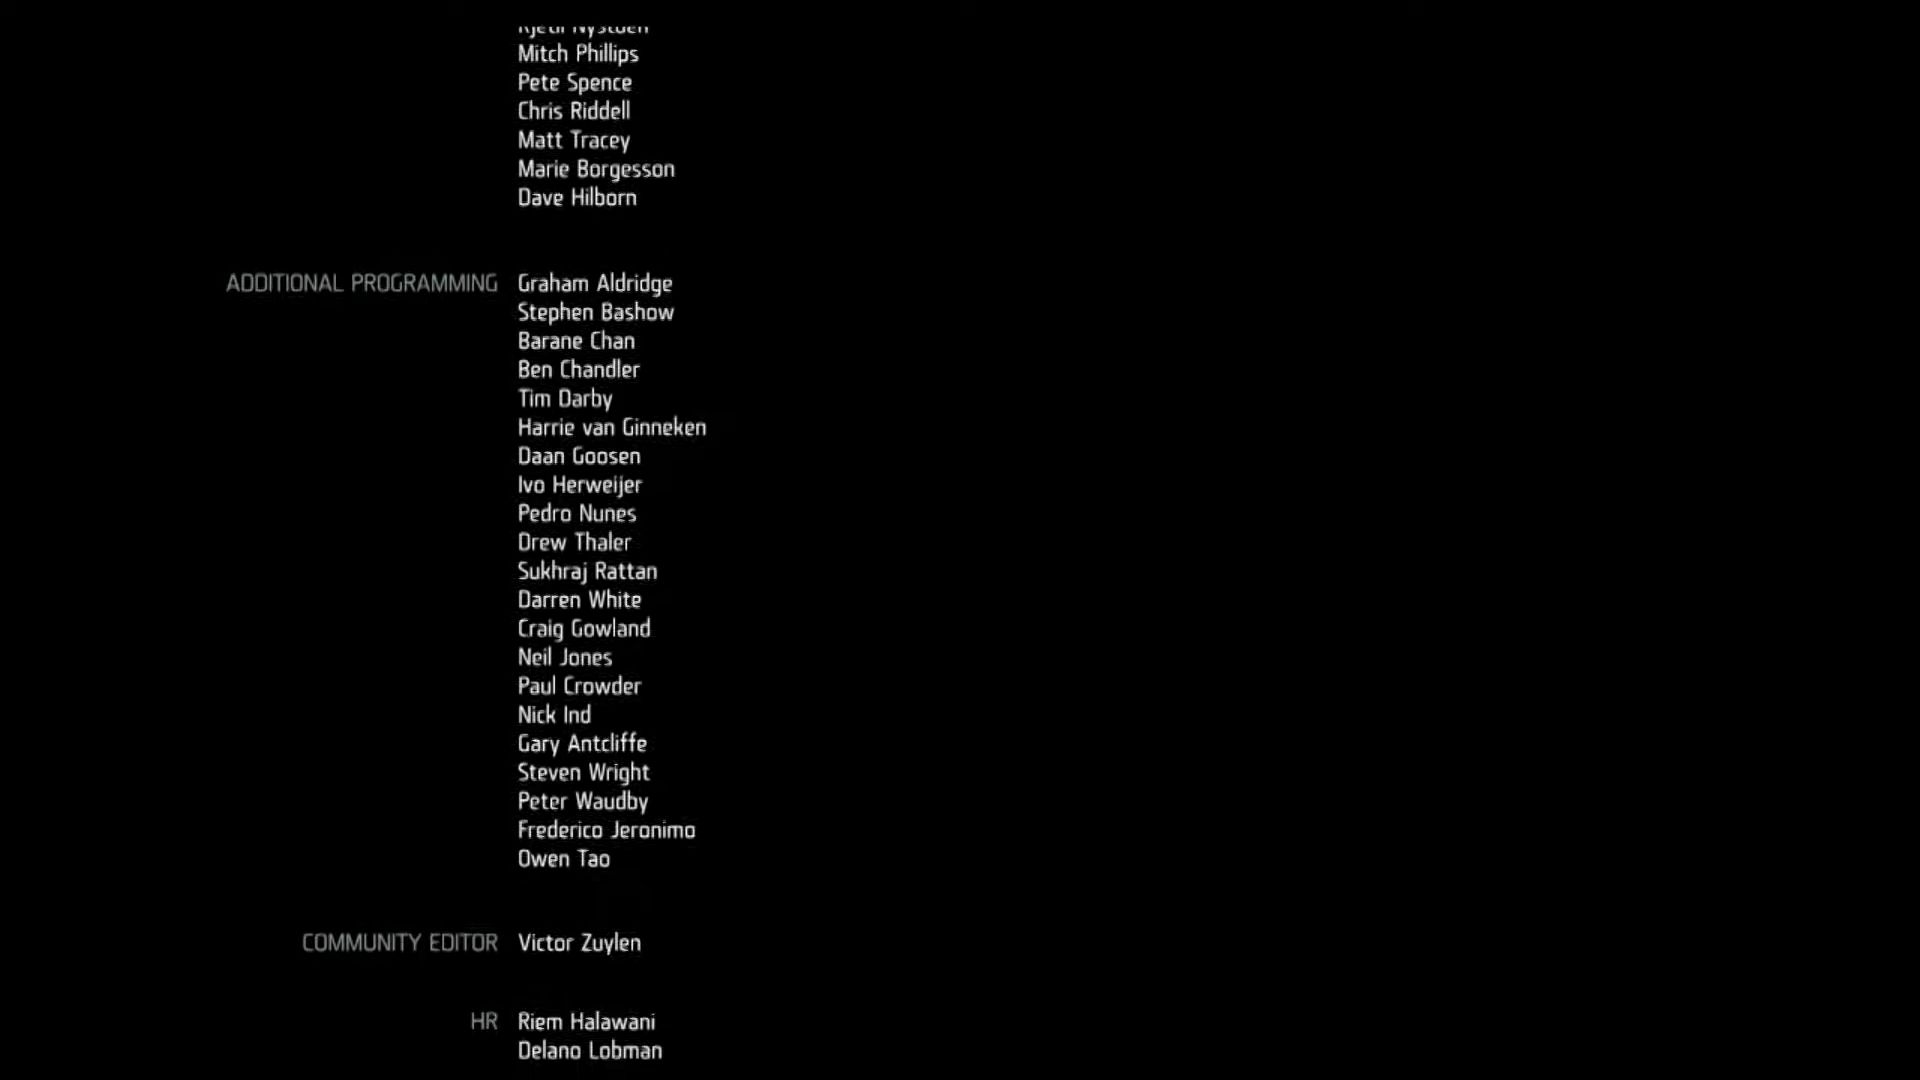 Mitch Phillips
Pete Spence
Chris Riddell
Matt Tracey
Marie Borgesson
Dave Hilborn
ADDITIONAL PROGRAMMING Graham Aldridge
Stephen Bashow
Barane Chan
Ben Chandler
Tim Darby
Harrie van Ginneken
Daan Goosen
Ivo Herweijer
Pedro Nunes
Drew Thaler
Sukhraj Rattan
Darren White
Craig Gowland
Neil Jones
Paul Crowder
Nick Ind
Gary Antcliffe
Steven Wright
Peter Waudby
Frederico Jeronimo
Owen Tao
COMMUNITY EDITOR Victor Zuylen
HR Riem Halawani
Delano Lobman